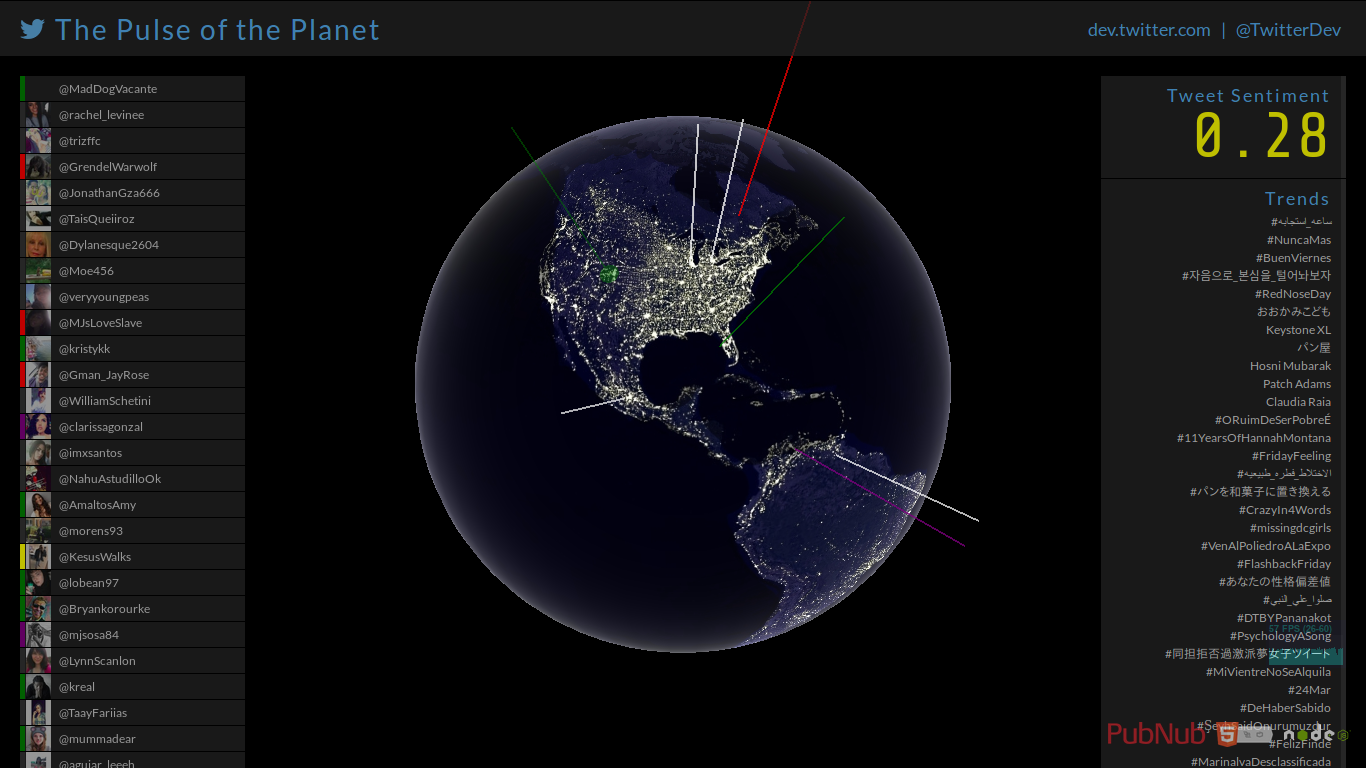 The Pulse of the Planet
dev.twitter.com | @TwitterDev
@MadDogVacante
@rachel_levinee
@trizffc
@GrendelWarwolf
@JonathanGza666
@TaisQueiiroz
@Dylanesque2604
@Moe456
@veryyoungpeas
@MJsLoveSlave
@kristykk
@Gman_JayRose
@WilliamSchetini
@clarissagonzal
@imxsantos
@NahuAstudilloOk
@AmaltosAmy
@morens93
@KesusWalks
@lobean97
@Bryankorourke
@mjsosa84
@LynnScanlon
@kreal
@TaayFariias
@mummadear
@aguiar_leeeh
Tweet Sentiment
0.28
Trends
#ساعه_استجابه
#NuncaMas
#BuenViernes
#자음으로_본심을_털어놔보자
#RedNoseDay
おおかみこども
Keystone XL
パン屋
Hosni Mubarak
Patch Adams
Claudia Raia
#ORuimDeSerPobreÉ
#11YearsOfHannahMontana
#FridayFeeling
#الاختلاط_فطره_طبيعيه
#パンを和菓子に置き換える
#CrazyIn4Words
#missingdcgirls
#VenAlPoliedroALaExpo
#FlashbackFriday
#あなたの性格偏差値
#صلوا_علي_النبي
#DTBYPananakot
57 FPS (26-60)
#PsychologyASong
#同担拒否過激派夢女子ツイート
#MiVientreNoSeAlquila
#24Mar
#DeHaberSabido
PubNub
node
#FelizFinde
#MarinalvaDesclassificada